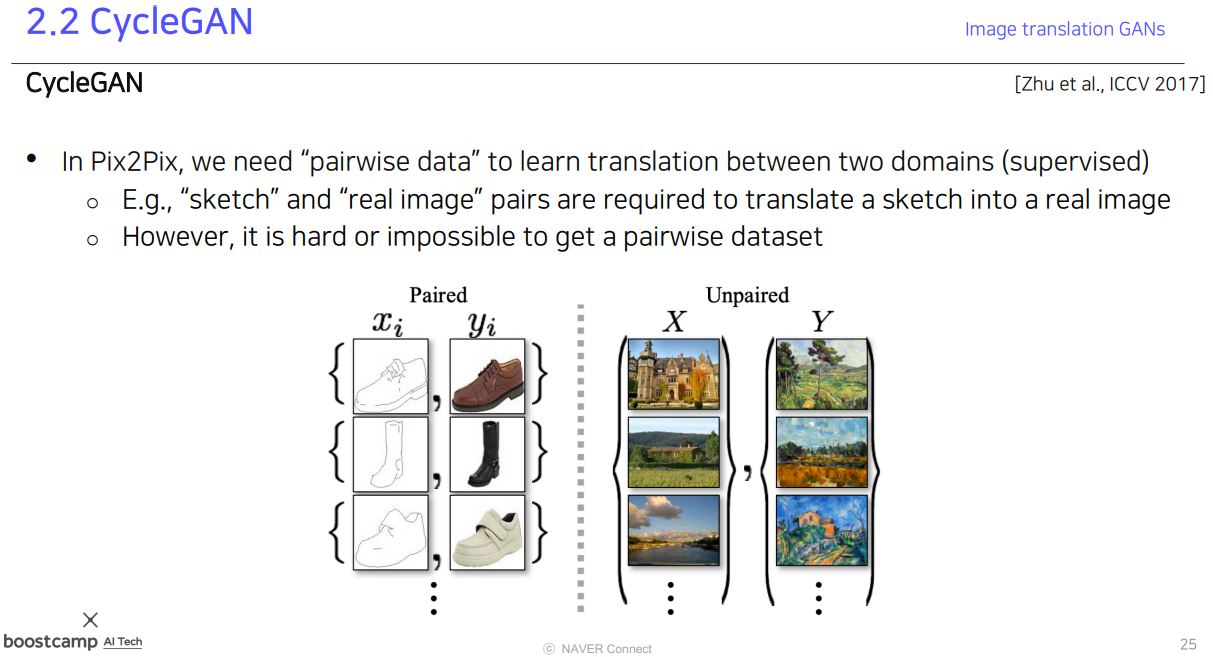 2.2 CycleGAN
Image translation GANs
CycleGAN
[Zhu et al., ICCV 2017]
• In Pix2Pix, we need “pairwise data” to learn translation between two domains (supervised)
○ E.g., “sketch” and “real image” pairs are required to translate a sketch into a real image
○ However, it is hard or impossible to get a pairwise dataset
Paired
Unpaired
x_i y_i
X Y
boostcamp AI Tech
ⓒ NAVER Connect
25